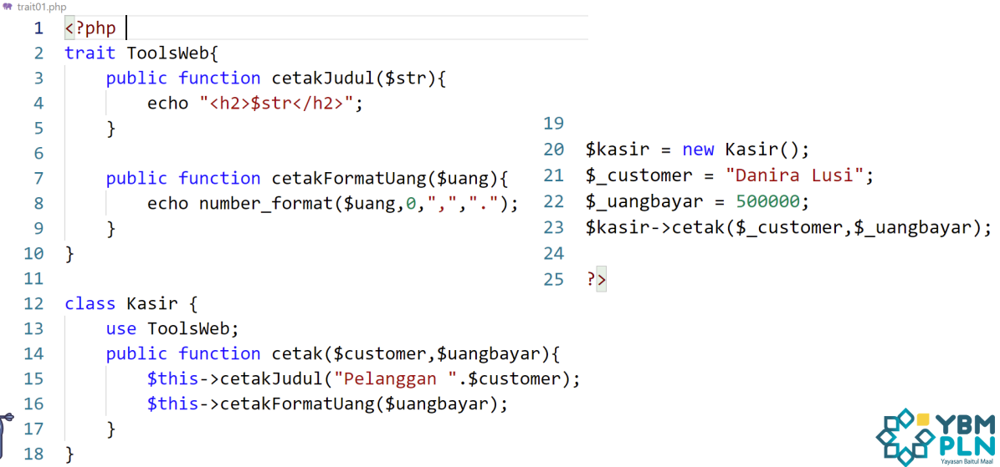 trait01.php
1 <?php
2 trait ToolsWeb{
3 public function cetakJudul($str){
4 echo "<h2>$str</h2>";
5 }
6
7 public function cetakFormatUang($uang){
8 echo number_format($uang,0,",",".");
9 }
10 }
11
12 class Kasir {
13 use ToolsWeb;
14 public function cetak($customer,$uangbayar){
15 $this->cetakJudul("Pelanggan ".$customer);
16 $this->cetakFormatUang($uangbayar);
17 }
18 }
19
20 $kasir = new Kasir();
21 $_customer = "Danira Lusi";
22 $_uangbayar = 500000;
23 $kasir->cetak($_customer,$_uangbayar);
24
25 ?>
YBM
PLN
Yayasan Baitul Maal